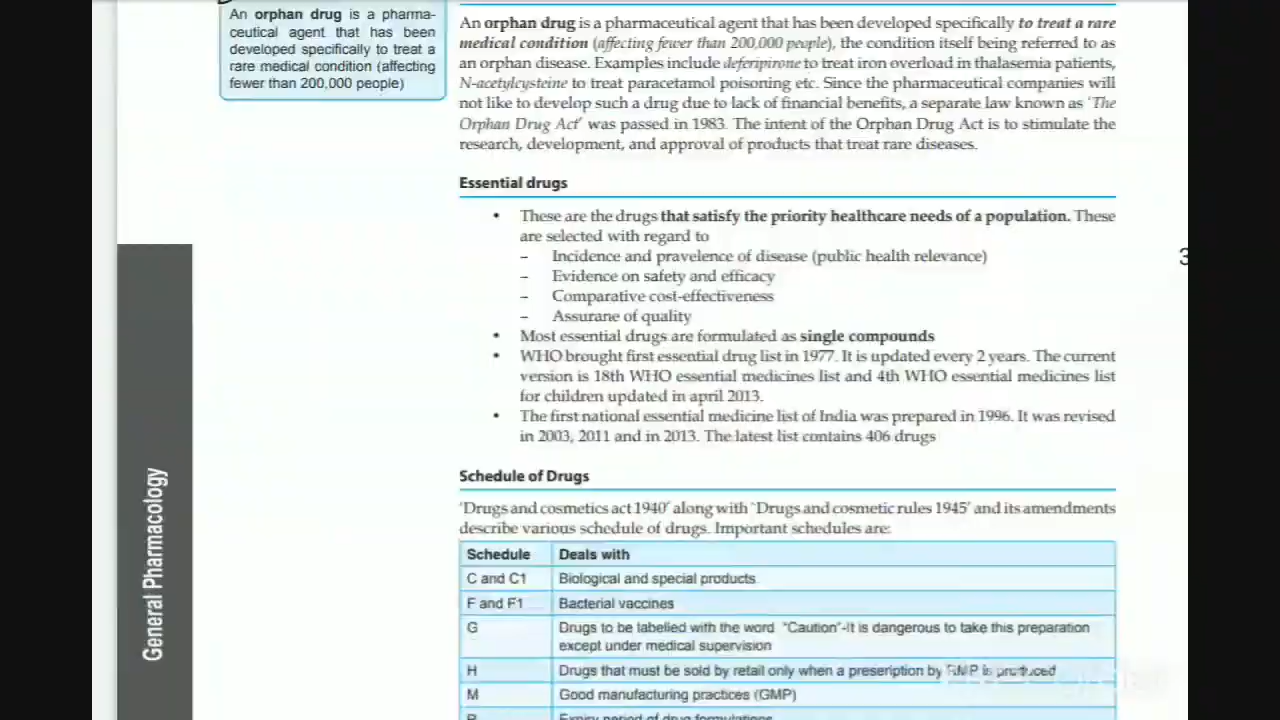 An orphan drug is a pharma-
ceutical agent that has been
developed specifically to treat a
rare medical condition (affecting
fewer than 200,000 people)
An orphan drug is a pharmaceutical agent that has been developed specifically to treat a rare
medical condition (affecting fewer than 200,000 people), the condition itself being referred to as
an orphan disease. Examples include deferipirone to treat iron overload in thalasemia patients,
N-acetylcysteine to treat paracetamol poisoning etc. Since the pharmaceutical companies will
not like to develop such a drug due to lack of financial benefits, a separate law known as 'The
Orphan Drug Act' was passed in 1983. The intent of the Orphan Drug Act is to stimulate the
research, development, and approval of products that treat rare diseases.
Essential drugs
• These are the drugs that satisfy the priority healthcare needs of a population. These
are selected with regard to
– Incidence and pravelence of disease (public health relevance)
– Evidence on safety and efficacy
– Comparative cost-effectiveness
– Assurane of quality
• Most essential drugs are formulated as single compounds
• WHO brought first essential drug list in 1977. It is updated every 2 years. The current
version is 18th WHO essential medicines list and 4th WHO essential medicines list
for children updated in april 2013.
• The first national essential medicine list of India was prepared in 1996. It was revised
in 2003, 2011 and in 2013. The latest list contains 406 drugs
Schedule of Drugs
'Drugs and cosmetics act 1940' along with 'Drugs and cosmetic rules 1945' and its amendments
describe various schedule of drugs. Important schedules are:
Schedule Deals with
C and C1 Biological and special products
F and F1 Bacterial vaccines
G Drugs to be labelled with the word "Caution"-It is dangerous to take this preparation
except under medical supervision
H Drugs that must be sold by retail only when a preseription by RMP is produced
M Good manufacturing practices (GMP)
P Expiry period of drug formulations
General Pharmacology
3